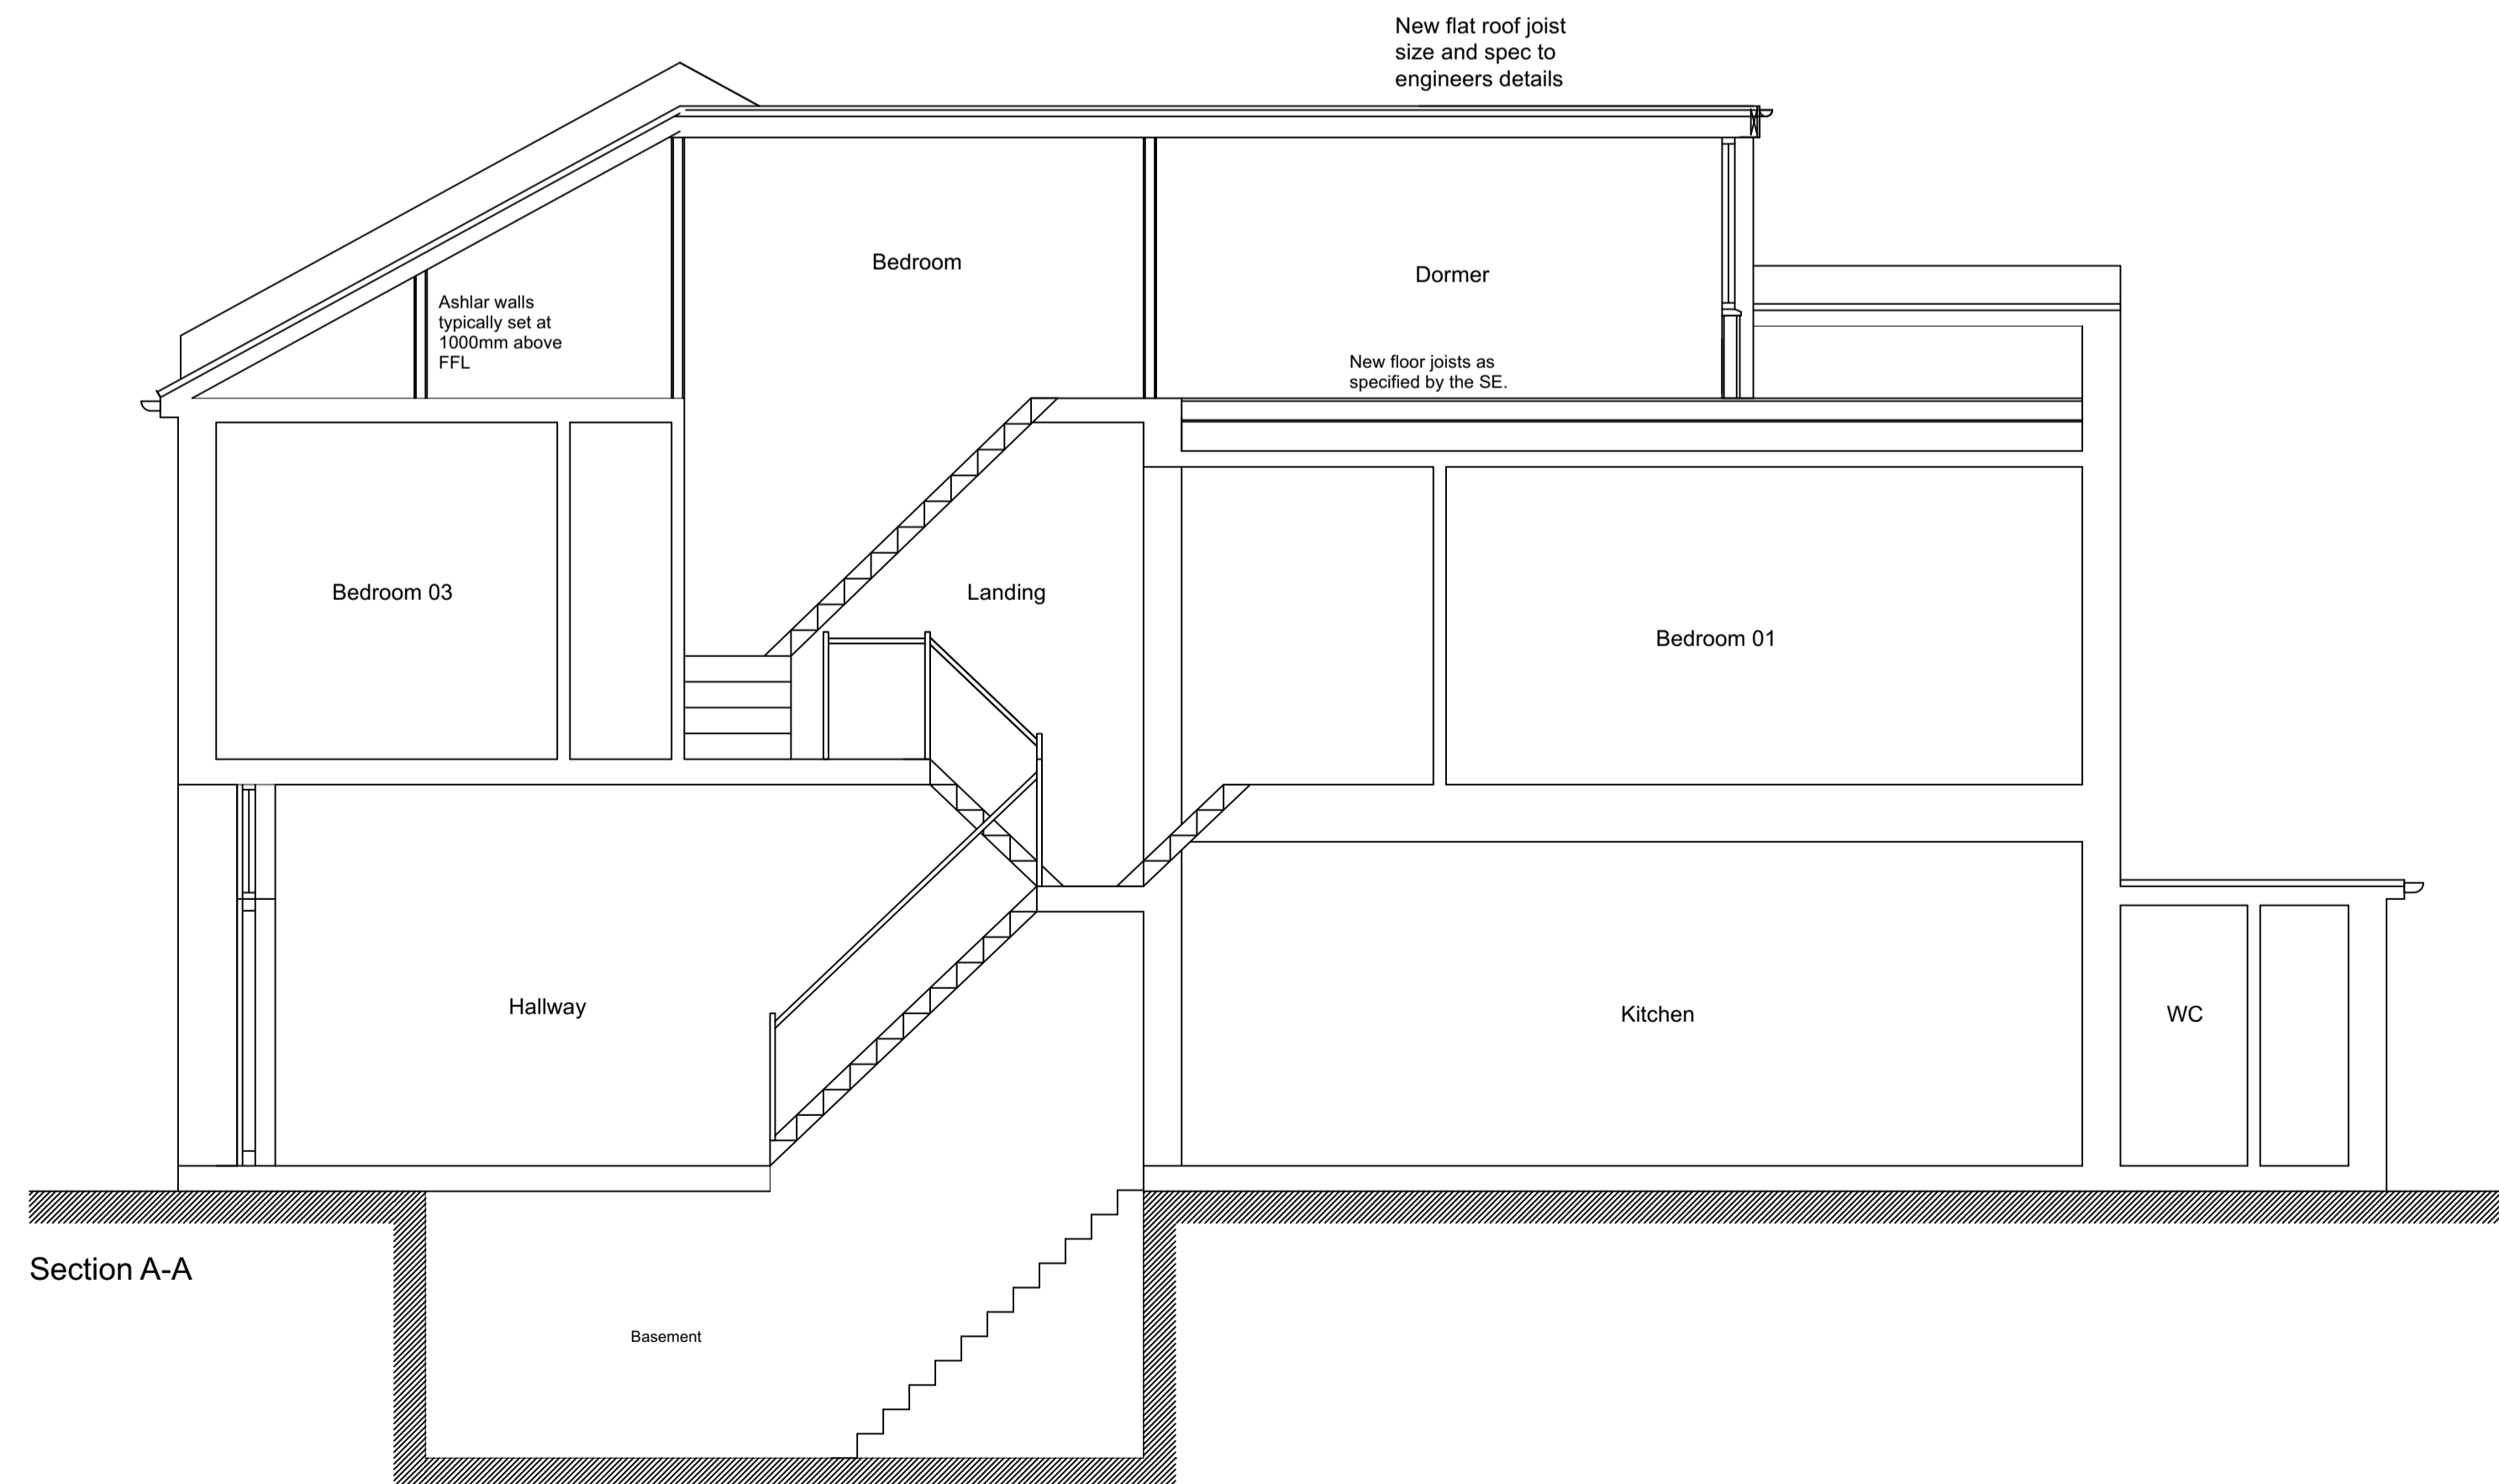 New flat roof joist
size and spec to
engineers details
Bedroom
Dormer
Ashlar walls
typically set at
1000mm above
FFL
New floor joists as
specified by the SE.
Bedroom 03
Landing
Bedroom 01
Hallway
Kitchen
WC
Section A-A
Basement